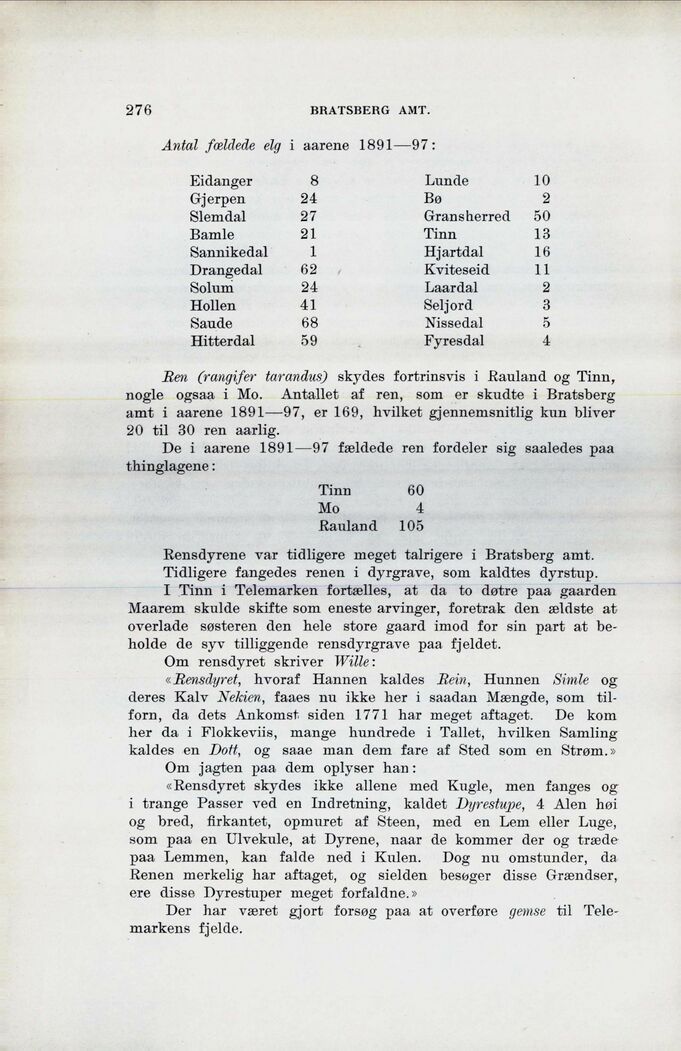 276 BRATSBERG AMT.
Antal fældede elg i aarene 1891—97:
Eidanger 8 Lunde 10
Gjerpen 24 Bø 2
Slemdal 27 Gransherred 50
Bamle 21 Tinn 13
Sannikedal 1 Hjartdal 16
Drangedal 62 Kviteseid 11
Solum 24 Laardal 2
Hollen 41 Seljord 3
Saude 68 Nissedal 5
Hitterdal 59 Fyresdal 4
Ren (rangifer tarandus) skydes fortrinsvis i Rauland og Tinn,
nogle ogsaa i Mo. Antallet af ren, som er skudte i Bratsberg
amt i aarene 1891—97, er 169, hvilket gjennemsnitlig kun bliver
20 til 30 ren aarlig.
De i aarene 1891—97 fældede ren fordeler sig saaledes paa
thinglagene:
Tinn 60
Mo 4
Rauland 105
Rensdyrene var tidligere meget talrigere i Bratsberg amt.
Tidligere fangedes renen i dyrgrave, som kaldtes dyrstup.
I Tinn i Telemarken fortælles, at da to døtre paa gaarden
Maarem skulde skifte som eneste arvinger, foretrak den ældste at
overlade søsteren den hele store gaard imod for sin part at be-
holde de syv tilliggende rensdyrgrave paa fjeldet.
Om rensdyret skriver Wille:
«Rensdyret, hvoraf Hannen kaldes Rein, Hunnen Simle og
deres Kalv Nekien, faaes nu ikke her i saadan Mængde, som til-
forn, da dets Ankomst siden 1771 har meget aftaget. De kom
her da i Flokkeviis, mange hundrede i Tallet, hvilken Samling
kaldes en Dott, og saae man dem fare af Sted som en Strøm.»
Om jagten paa dem oplyser han:
«Rensdyret skydes ikke allene med Kugle, men fanges og
i trange Passer ved en Indretning, kaldet Dyrestupe, 4 Alen høi
og bred, firkantet, opmuret af Steen, med en Lem eller Luge,
som paa en Ulvekule, at Dyrene, naar de kommer der og træde
paa Lemmen, kan falde ned i Kulen. Dog nu omstunder, da
Renen merkelig har aftaget, og sielden besøger disse Grændser,
ere disse Dyrestuper meget forfaldne.»
Der har været gjort forsøg paa at overføre gemse til Tele-
markens fjelde.